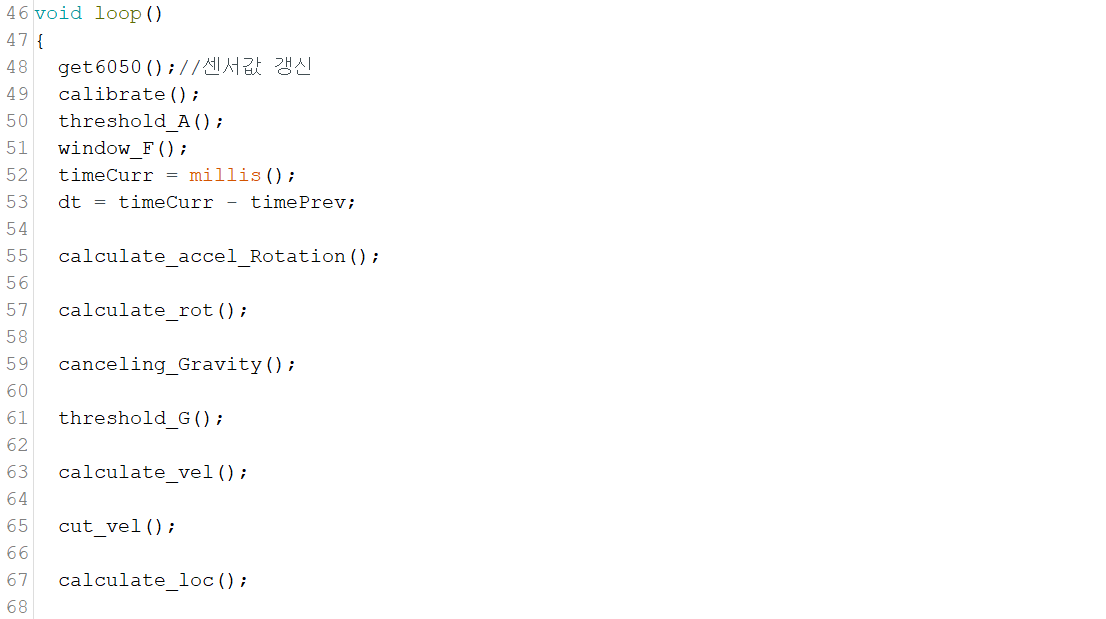 46 void loop()
47 {
48   get6050();//센서값 갱신
49   calibrate();
50   threshold_A();
51   window_F();
52   timeCurr = millis();
53   dt = timeCurr - timePrev;
54
55   calculate_accel_Rotation();
56
57   calculate_rot();
58
59   canceling_Gravity();
60
61   threshold_G();
62
63   calculate_vel();
64
65   cut_vel();
66
67   calculate_loc();
68